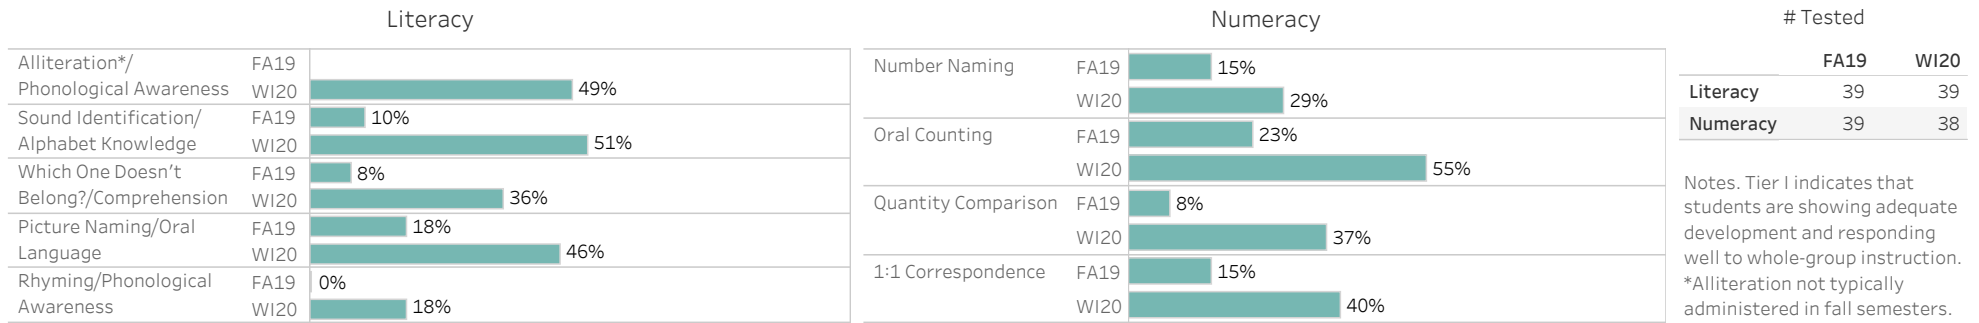 Literacy
Alliteration*/
Phonological Awareness
FA19
WI20
49%
Sound Identification/
Alphabet Knowledge
FA19
10%
WI20
51%
Which One Doesn't
Belong?/Comprehension
FA19
8%
WI20
36%
Picture Naming/Oral
Language
FA19
18%
WI20
46%
Rhyming/Phonological
Awareness
FA19
0%
WI20
18%
Numeracy
Number Naming
FA19
15%
WI20
29%
Oral Counting
FA19
23%
WI20
55%
Quantity Comparison
FA19
8%
WI20
37%
1:1 Correspondence
FA19
15%
WI20
40%
# Tested
FA19 WI20
Literacy 39 39
Numeracy 39 38
Notes. Tier I indicates that
students are showing adequate
development and responding
well to whole-group instruction.
*Alliteration not typically
administered in fall semesters.